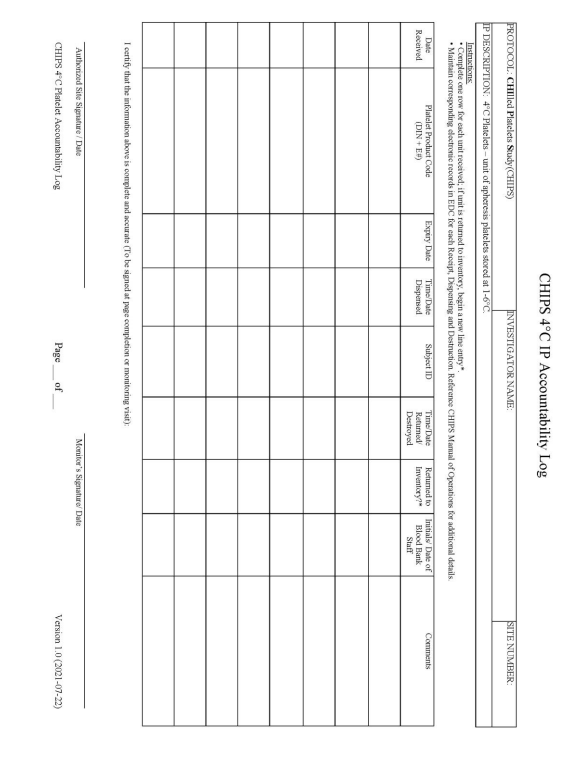 CHIPS 4°C IP Accountability Log
PROTOCOL: CHIlled Platelets Study(CHIPS)
INVESTIGATOR NAME:
SITE NUMBER:
IP DESCRIPTION: 4°C Platelets – unit of apheresis platelets stored at 1-6°C.
Instructions:
• Complete one row for each unit received; if unit is returned to inventory, begin a new line entry*
• Maintain corresponding electronic records in EDC for each Receipt, Dispensing and Destruction. Reference CHIPS Manual of Operations for additional details.
Date
Received
Platelet Product Code
(DIN + E#)
Expiry Date
Time/Date
Dispensed
Subject ID
Time/Date
Returned/
Destroyed
Returned to
Inventory?*
Initials/ Date of
Blood Bank
Staff
Comments
I certify that the information above is complete and accurate (To be signed at page completion or monitoring visit):
Authorized Site Signature / Date
Monitor's Signature/ Date
CHIPS 4°C Platelet Accountability Log
Page ___ of ___
Version 1.0 (2021-07-22)